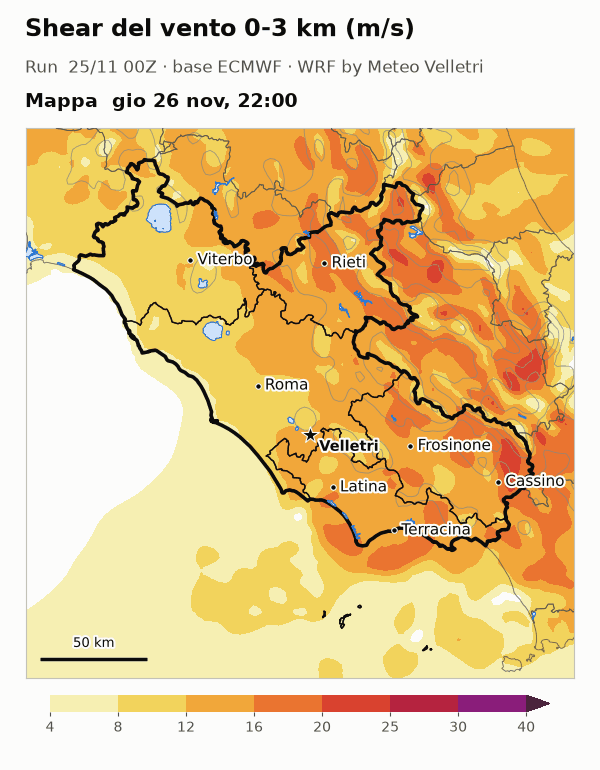 Shear del vento 0-3 km (m/s)
Run  25/11 00Z · base ECMWF · WRF by Meteo Velletri
Mappa  gio 26 nov, 22:00
Viterbo
Rieti
Roma
Velletri
Frosinone
Latina
Cassino
Terracina
50 km
4 8 12 16 20 25 30 40